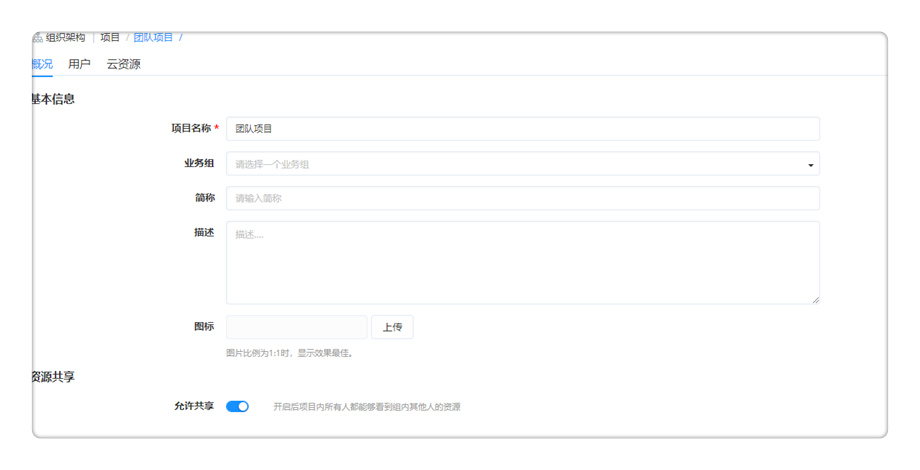 组织架构 | 项目 / 团队项目 /
概况 用户 云资源
基本信息
项目名称 * 团队项目
业务组 请选择一个业务组
简称 请输入简称
描述 描述....
图标 上传
图片比例为1:1时，显示效果最佳。
资源共享
允许共享 开启后项目内所有人都能够看到组内其他人的资源